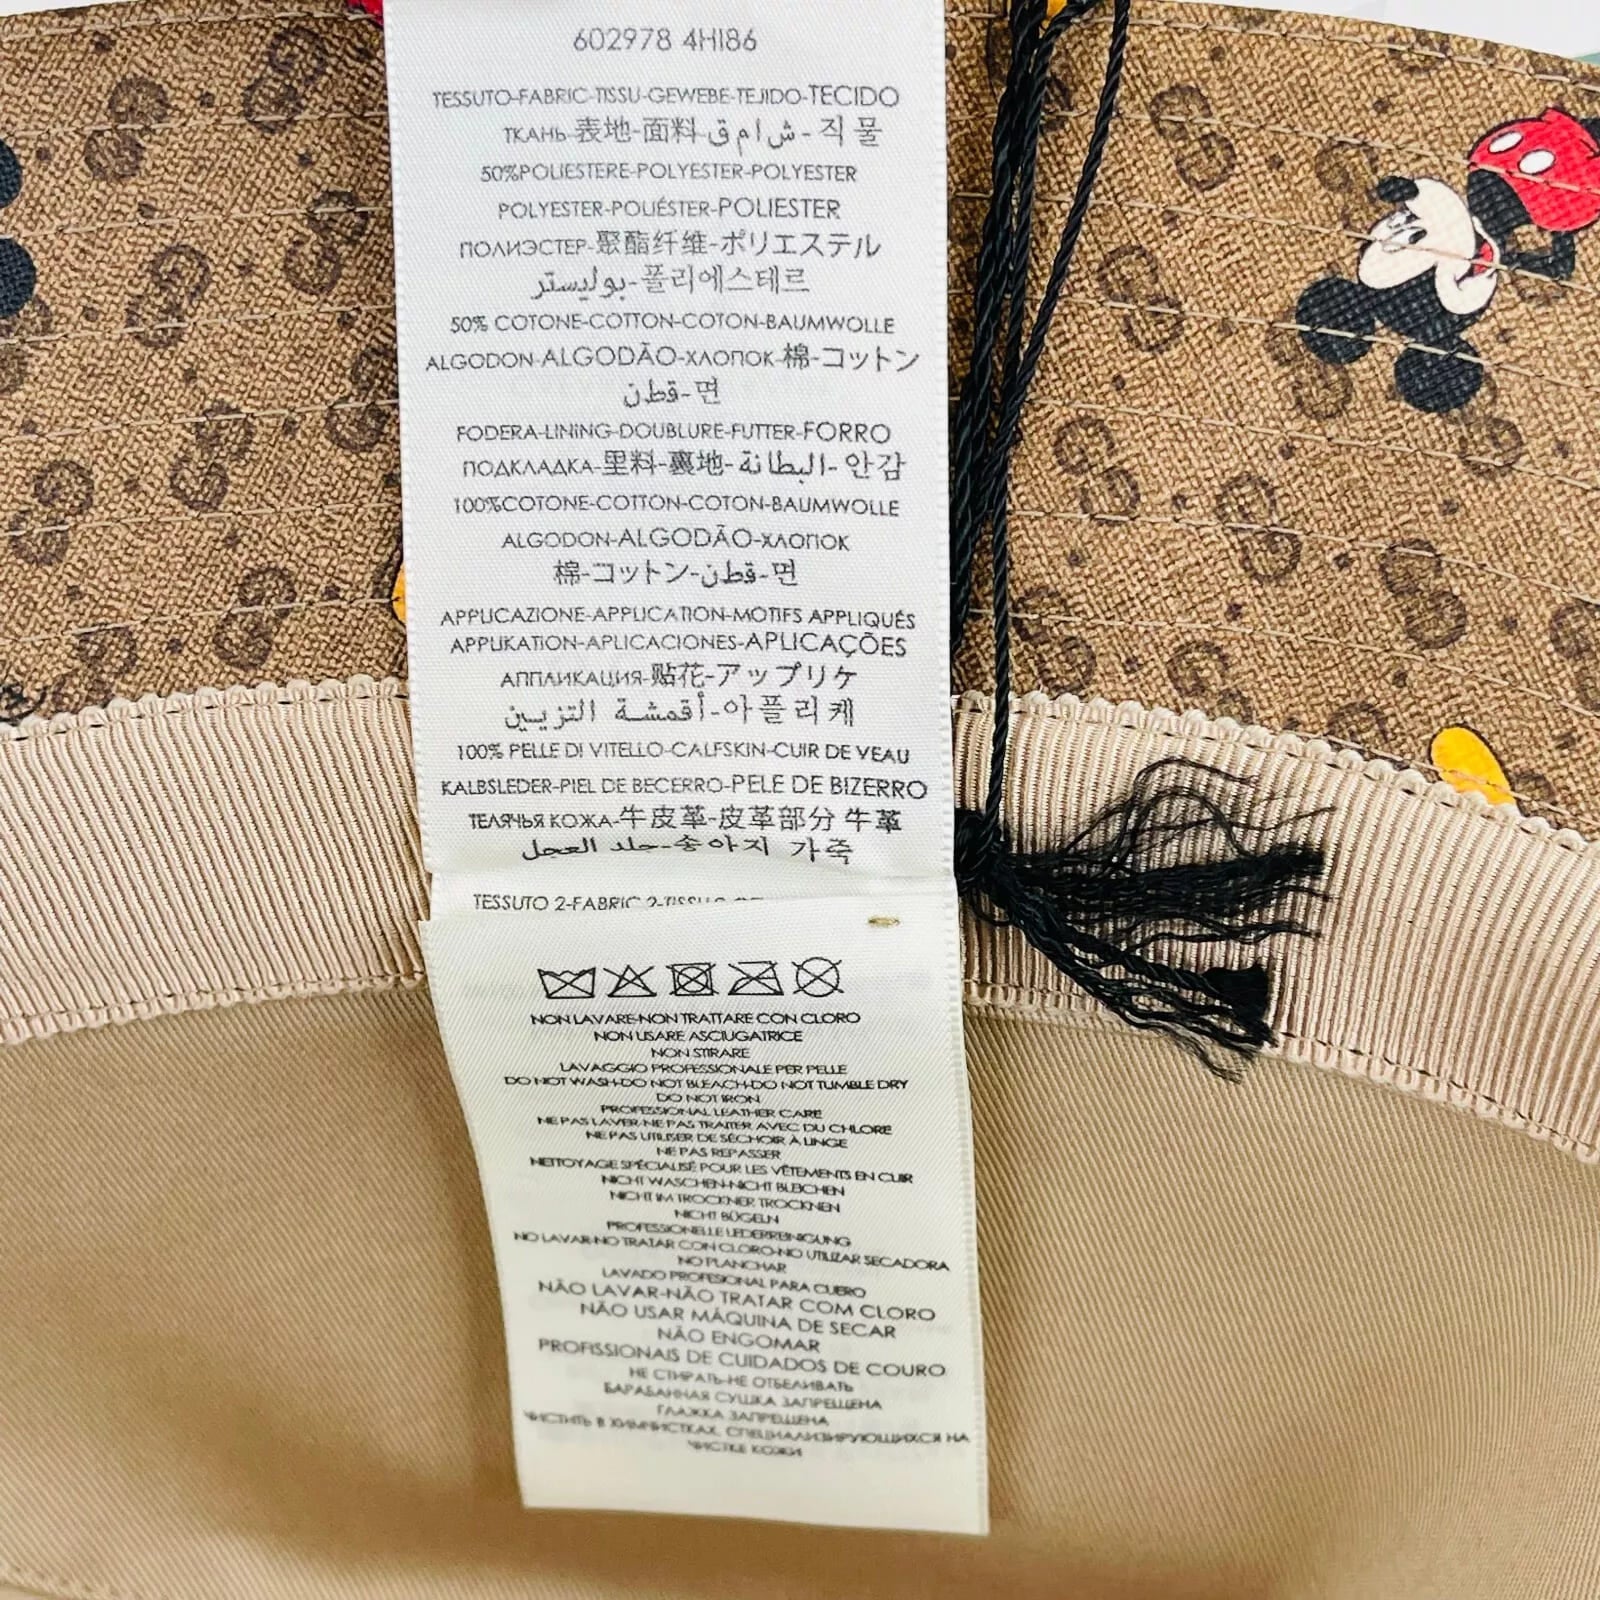 602978 4HI86
TESSUTO-FABRIC-TISSU-GEWEBE-TEJIDO-TECIDO
ТКАНЬ-表地-面料-ق م ا ش-직물
50%POLIESTERE-POLYESTER-POLYESTER
POLYESTER-POLIÉSTER-POLIESTER
ПОЛИЭСТЕР-聚酯纤维-ポリエステル
بوليستر-폴리에스테르
50% COTONE-COTTON-COTON-BAUMWOLLE
ALGODON-ALGODÃO-ХЛОПОК-棉-コットン
قطن-면
FODERA-LINING-DOUBLURE-FUTTER-FORRO
ПОДКЛАДКА-里料-裏地-البطانة-안감
100%COTONE-COTTON-COTON-BAUMWOLLE
ALGODON-ALGODÃO-ХЛОПОК
棉-コットン-قطن-면
APPLICAZIONE-APPLICATION-MOTIFS APPLIQUÉS
APPLIKATION-APLICACIONES-APLICAÇÕES
АППЛИКАЦИЯ-贴花-アップリケ
أقمشة التزيين-아플리케
100% PELLE DI VITELLO-CALFSKIN-CUIR DE VEAU
KALBSLEDER-PIEL DE BECERRO-PELE DE BIZERRO
ТЕЛЯЧЬЯ КОЖА-牛皮革-皮革部分 牛革
جلد العجل-송아지 가죽
TESSUTO 2-FABRIC 2-TISSU
NON LAVARE-NON TRATTARE CON CLORO
NON USARE ASCIUGATRICE
NON STIRARE
LAVAGGIO PROFESSIONALE PER PELLE
DO NOT WASH-DO NOT BLEACH-DO NOT TUMBLE DRY
DO NOT IRON
PROFESSIONAL LEATHER CARE
NE PAS LAVER-NE PAS TRAITER AVEC DU CHLORE
NE PAS UTILISER DE SÉCHOIR À LINGE
NE PAS REPASSER
NETTOYAGE SPÉCIALISÉ POUR LES VÊTEMENTS EN CUIR
NICHT WASCHEN-NICHT BLEICHEN
NICHT IM TROCKNER TROCKNEN
NICHT BÜGELN
PROFESSIONELLE LEDERREINIGUNG
NO LAVAR-NO TRATAR CON CLORO-NO UTILIZAR SECADORA
NO PLANCHAR
LAVADO PROFESIONAL PARA CUERO
NÃO LAVAR-NÃO TRATAR COM CLORO
NÃO USAR MÁQUINA DE SECAR
NÃO ENGOMAR
PROFISSIONAIS DE CUIDADOS DE COURO
НЕ СТИРАТЬ-НЕ ОТБЕЛИВАТЬ
БАРАБАННАЯ СУШКА ЗАПРЕЩЕНА
ГЛАЖКА ЗАПРЕЩЕНА
ЧИСТИТЬ В ХИМЧИСТКАХ, СПЕЦИАЛИЗИРУЮЩИХСЯ НА
ЧИСТКЕ КОЖИ